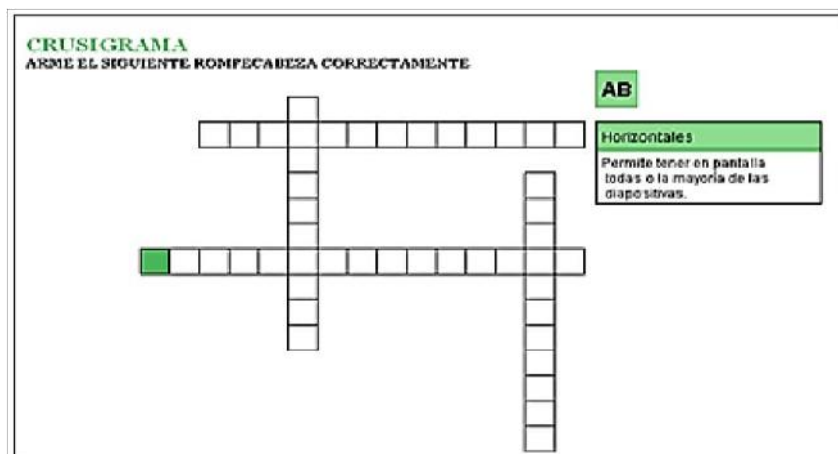 CRUSIGRAMA
ARME EL SIGUIENTE ROMPECABEZA CORRECTAMENTE
AB
Horizontales
Permite tener en pantalla
todas o la mayoría de las
diapositivas.